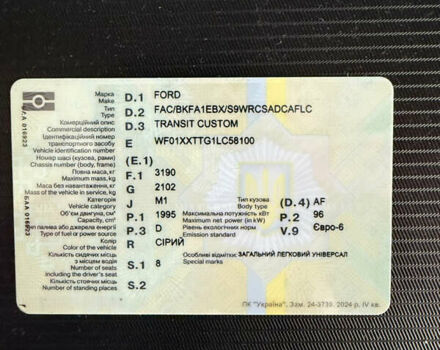 Марка D.1 FORD
Make
Тип D.2 FAC/BKFA1EBX/S9WRCSADCAFLC
Type
Комерційний опис D.3 TRANSIT CUSTOM
Commercial description
Ідентифікаційний номер
транспортного засобу E WF01XXTTG1LC58100
Vehicle identification number
Номер шасі (кузова, рами) (E.1)
Chassis number (body, frame)
Повна маса, кг F.1 3190
Maximum mass, kg
Маса без навантаження, кг G 2102
Mass of the vehicle in service, kg
Категорія J M1 Тип кузова (D.4) AF
Vehicle category Body type
Об'єм двигуна, см³ P.1 1995 Максимальна потужність кВт P.2 96
Capacity, cm³ Maximum net power (kW)
Тип палива або джерело енергії P.3 D Рівень екологічних норм V.9 Євро-6
Type of fuel or power source Emission standard
Колір R СІРИЙ
Color of the vehicle
Кількість сидячих місць Особливі відмітки: ЗАГАЛЬНИЙ ЛЕГКОВИЙ УНІВЕРСАЛ
з місцем водія S.1 8 Special marks
Number of seats
including the driver's seat
Кількість стоячих місць S.2
Number of standing places
ПК "Україна", Зам. 24-3739. 2024 р. IV кв.